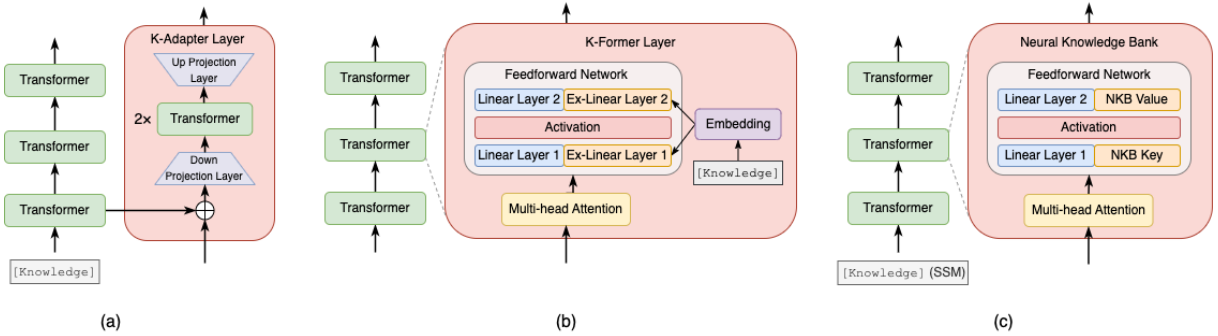 K-Adapter Layer
Up Projection
Layer
2×
Transformer
Down
Projection Layer
Transformer
Transformer
Transformer
[Knowledge]
(a)
K-Former Layer
Feedforward Network
Linear Layer 2 Ex-Linear Layer 2
Activation
Linear Layer 1 Ex-Linear Layer 1
Embedding
[Knowledge]
Multi-head Attention
Transformer
Transformer
Transformer
(b)
Neural Knowledge Bank
Feedforward Network
Linear Layer 2 NKB Value
Activation
Linear Layer 1 NKB Key
Multi-head Attention
Transformer
Transformer
Transformer
[Knowledge] (SSM)
(c)